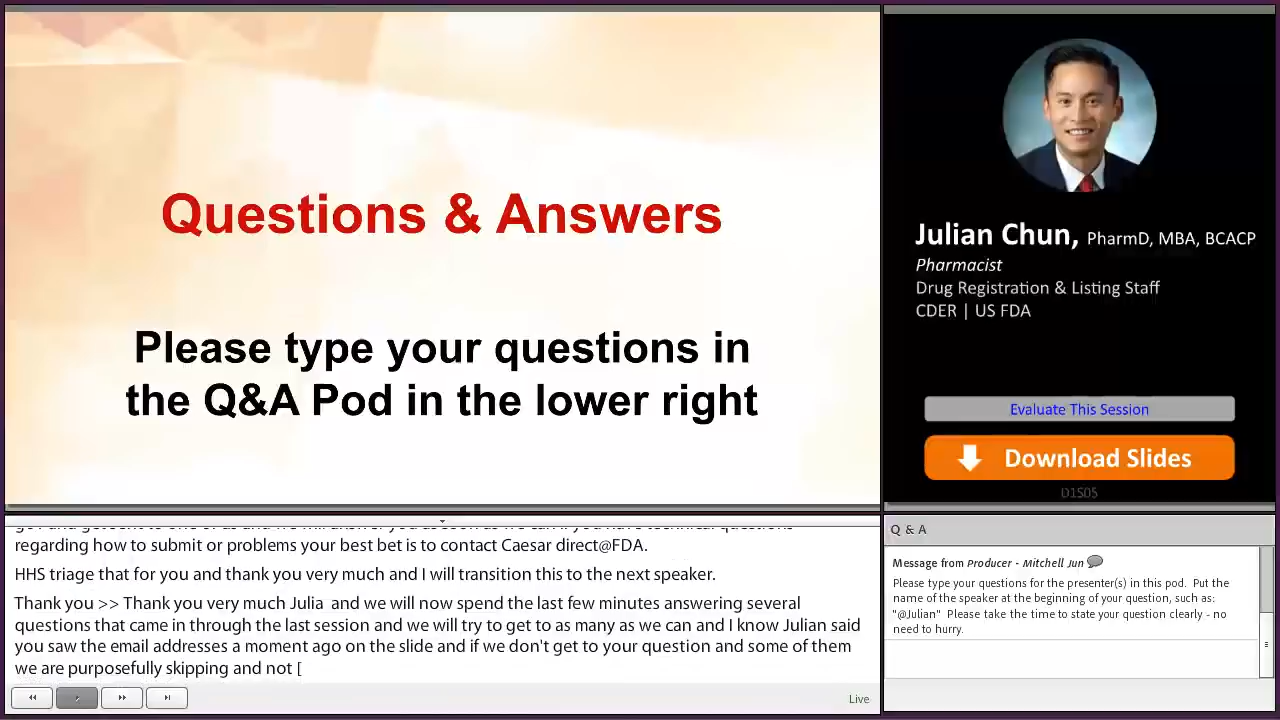 Questions & Answers
Please type your questions in
the Q&A Pod in the lower right
Julian Chun, PharmD, MBA, BCACP
Pharmacist
Drug Registration & Listing Staff
CDER | US FDA
Evaluate This Session
Download Slides
D1S05
regarding how to submit or problems your best bet is to contact Caesar direct@FDA.
HHS triage that for you and thank you very much and I will transition this to the next speaker.
Thank you >> Thank you very much Julia  and we will now spend the last few minutes answering several
questions that came in through the last session and we will try to get to as many as we can and I know Julian said
you saw the email addresses a moment ago on the slide and if we don't get to your question and some of them
we are purposefully skipping and not [
Live
Q & A
Message from Producer - Mitchell Jun
Please type your questions for the presenter(s) in this pod.  Put the
name of the speaker at the beginning of your question, such as:
"@Julian"  Please take the time to state your question clearly - no
need to hurry.